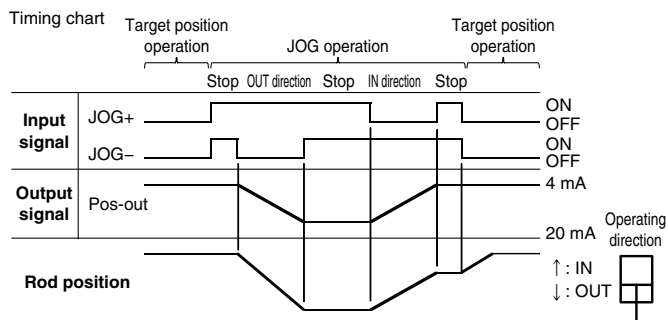 Timing chart
Target position operation
JOG operation
Target position operation
Stop OUT direction Stop IN direction Stop
Input signal
JOG+
ON
OFF
JOG−
ON
OFF
Output signal
Pos-out
4 mA
20 mA
Operating direction
Rod position
↑ : IN
↓ : OUT